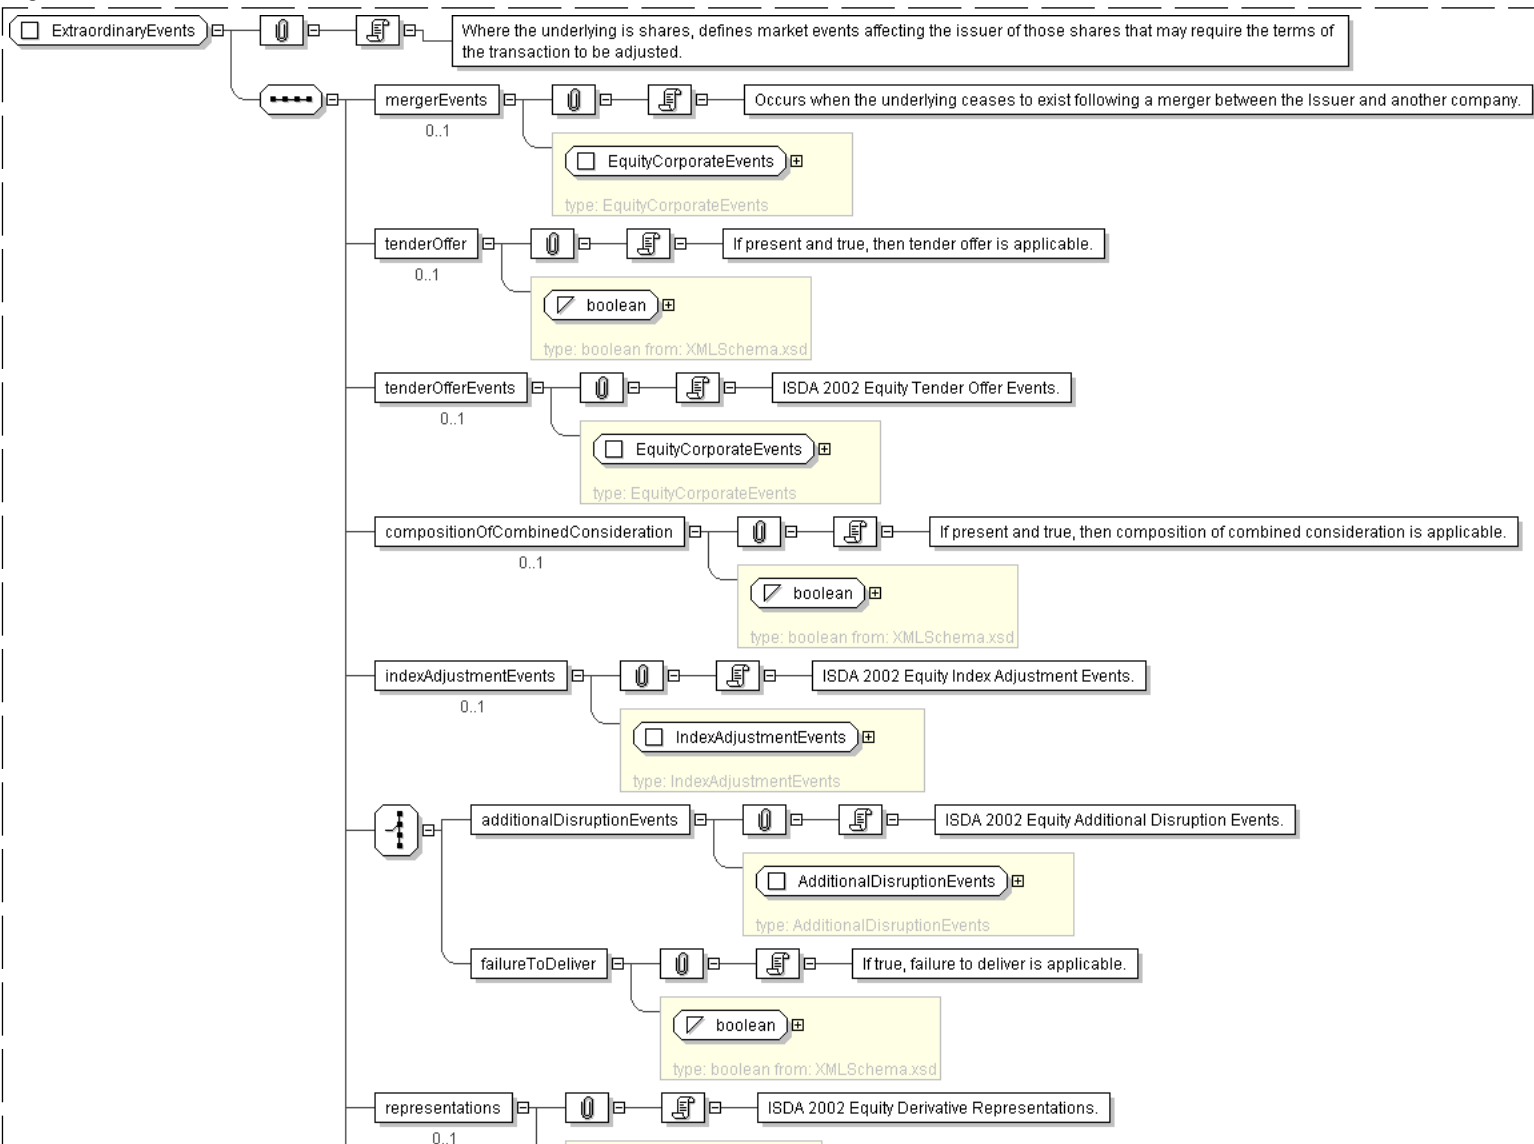 ExtraordinaryEvents
Where the underlying is shares, defines market events affecting the issuer of those shares that may require the terms of
the transaction to be adjusted.
mergerEvents
Occurs when the underlying ceases to exist following a merger between the Issuer and another company.
0..1
EquityCorporateEvents
type: EquityCorporateEvents
tenderOffer
If present and true, then tender offer is applicable.
0..1
boolean
type: boolean from: XMLSchema.xsd
tenderOfferEvents
ISDA 2002 Equity Tender Offer Events.
0..1
EquityCorporateEvents
type: EquityCorporateEvents
compositionOfCombinedConsideration
If present and true, then composition of combined consideration is applicable.
0..1
boolean
type: boolean from: XMLSchema.xsd
indexAdjustmentEvents
ISDA 2002 Equity Index Adjustment Events.
0..1
IndexAdjustmentEvents
type: IndexAdjustmentEvents
additionalDisruptionEvents
ISDA 2002 Equity Additional Disruption Events.
AdditionalDisruptionEvents
type: AdditionalDisruptionEvents
failureToDeliver
If true, failure to deliver is applicable.
boolean
type: boolean from: XMLSchema.xsd
representations
ISDA 2002 Equity Derivative Representations.
0..1